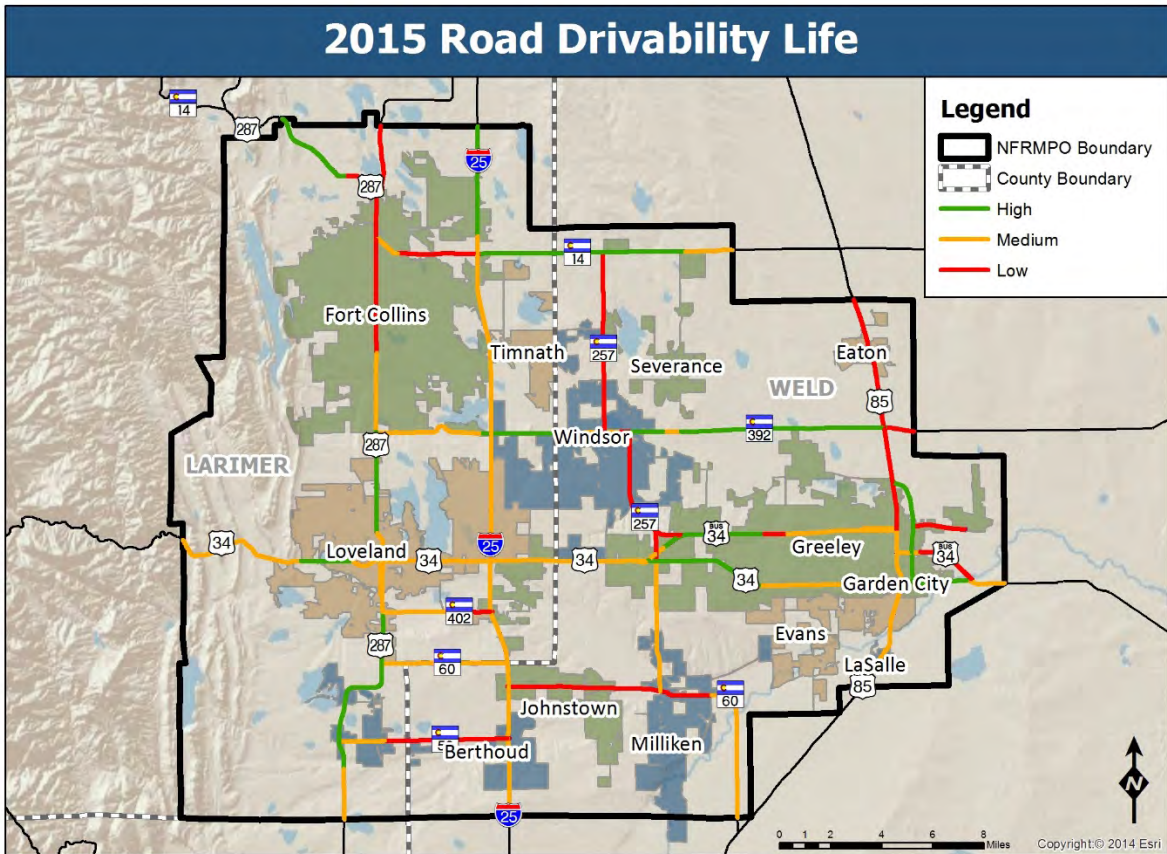 2015 Road Drivability Life
Legend
NFRMPO Boundary
County Boundary
High
Medium
Low
14
287
25
287
14
Fort Collins
Timnath
257
Severance
Eaton
WELD
85
287
Windsor
392
LARIMER
257
34
Loveland
34
25
34
BUS
34
Greeley
BUS
34
34
Garden City
402
287
Evans
60
LaSalle
85
Johnstown
60
Berthoud
Milliken
25
N
0 1 2 4 6 8
Miles
Copyright:© 2014 Esri